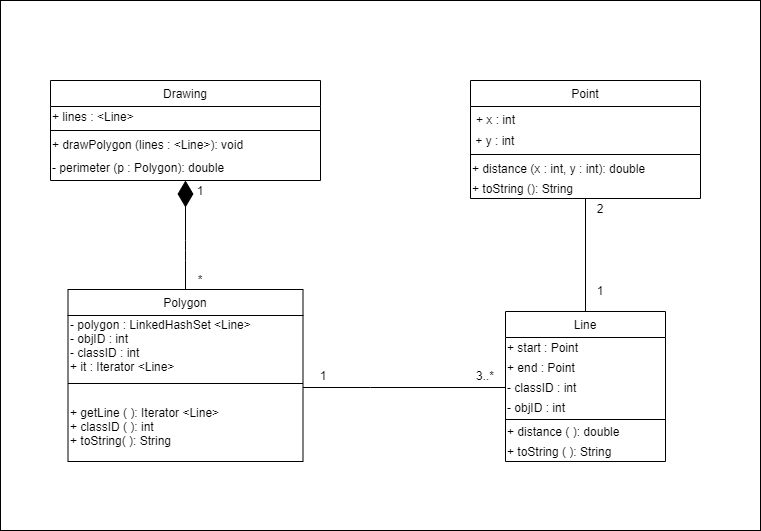 Drawing
+ lines : <Line>
+ drawPolygon (lines : <Line>): void
- perimeter (p : Polygon): double
1
*
Point
+ x : int
+ y : int
+ distance (x : int, y : int): double
+ toString (): String
2
1
Polygon
- polygon : LinkedHashSet <Line>
- objID : int
- classID : int
+ it : Iterator <Line>
+ getLine ( ): Iterator <Line>
+ classID ( ): int
+ toString( ): String
1
3..*
Line
+ start : Point
+ end : Point
- classID : int
- objID : int
+ distance ( ): double
+ toString ( ): String